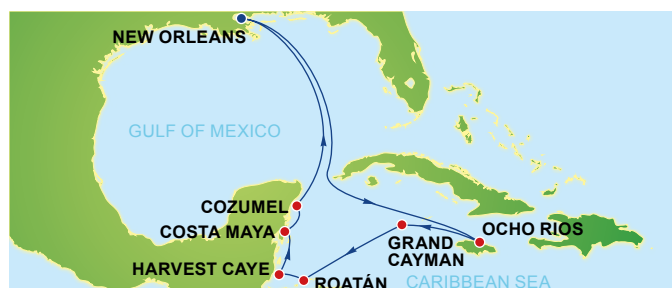 NEW ORLEANS
GULF OF MEXICO
COZUMEL
COSTA MAYA
OCHO RIOS
GRAND
CAYMAN
HARVEST CAYE
ROATÁN
CARIBBEAN SEA